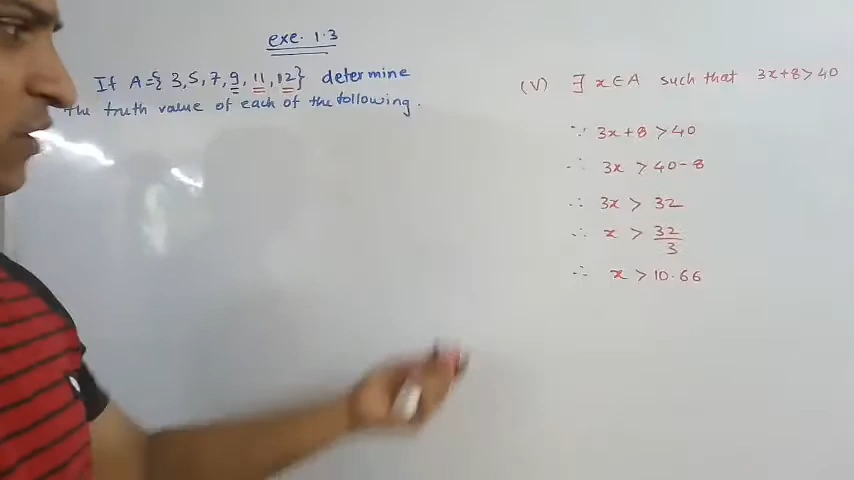 exe. 1.3
If A={ 3,5,7,9,11,12} determine
the truth value of each of the following.
(V) ∃ x∈A such that 3x+8>40
∵ 3x+8 >40
∴ 3x >40-8
∴ 3x > 32
∴ x > 32/3
∴ x >10.66